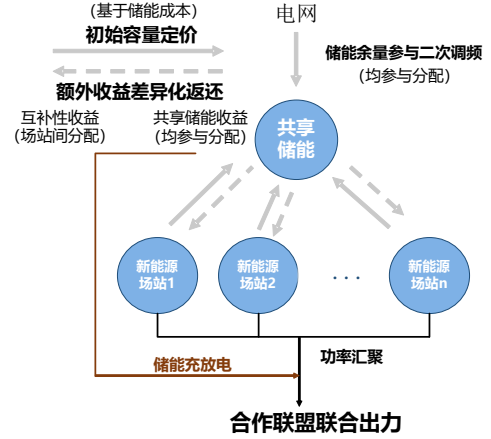 (基于储能成本)
初始容量定价
电网
储能余量参与二次调频
(均参与分配)
额外收益差异化返还
互补性收益
(场站间分配)
共享储能收益
(均参与分配)
共享
储能
新能源
场站1
新能源
场站2
· · ·
新能源
场站n
储能充放电
功率汇聚
合作联盟联合出力